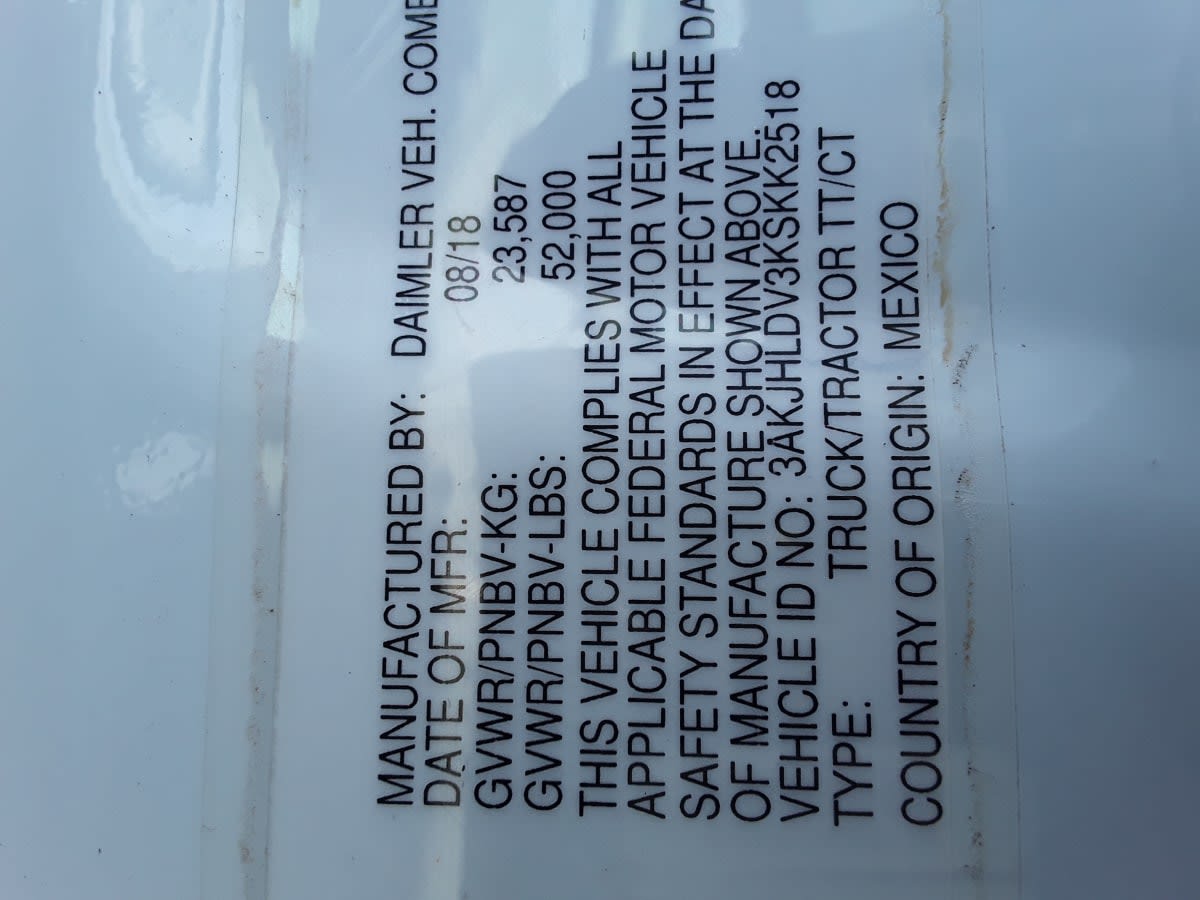 MANUFACTURED BY: DAIMLER VEH.
DATE OF MFR: 08/18
GVWR/PNBV-KG: 23,587
GVWR/PNBV-LBS: 52,000
THIS VEHICLE COMPLIES WITH ALL
APPLICABLE FEDERAL MOTOR VEHICLE
SAFETY STANDARDS IN EFFECT AT THE
OF MANUFACTURE SHOWN ABOVE.
VEHICLE ID NO: 3AKJHLDV3KSKK2518
TYPE: TRUCK/TRACTOR TT/CT
COUNTRY OF ORIGIN: MEXICO